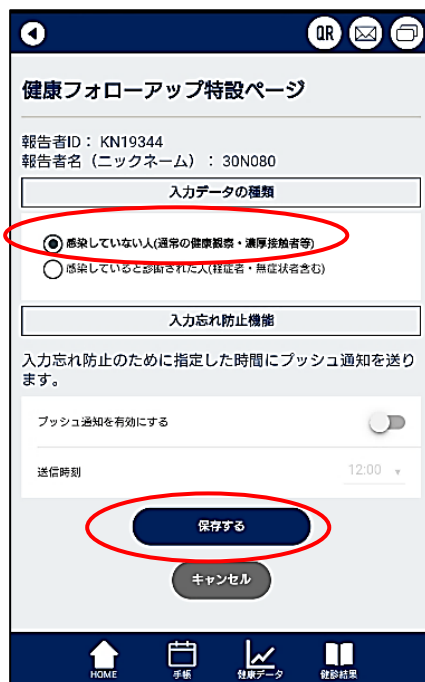 QR
健康フォローアップ特設ページ
報告者ID： KN19344
報告者名（ニックネーム）： 30N080
入力データの種類
感染していない人(通常の健康観察・濃厚接触者等)
感染していると診断された人(軽症者・無症状者含む)
入力忘れ防止機能
入力忘れ防止のために指定した時間にプッシュ通知を送り
ます。
プッシュ通知を有効にする
送信時刻 12:00
保存する
キャンセル
HOME 手帳 健康データ 健診結果